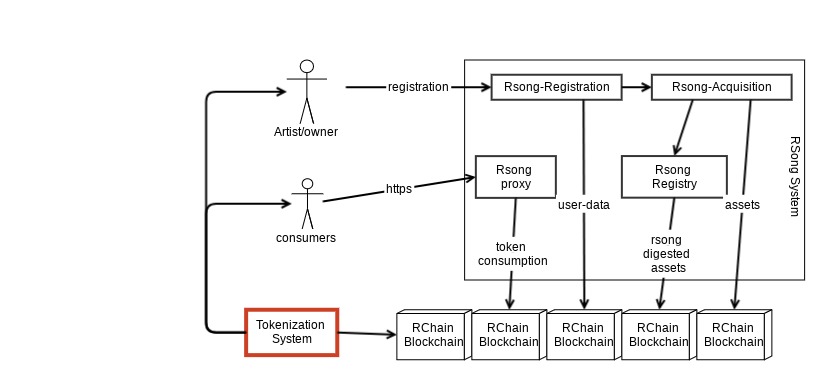 registration
Rsong-Registration
Rsong-Acquisition
Artist/owner
RSong System
Rsong
proxy
Rsong
Registry
https
user-data
assets
consumers
token
consumption
rsong
digested
assets
Tokenization
System
RChain
Blockchain
RChain
Blockchain
RChain
Blockchain
RChain
Blockchain
RChain
Blockchain